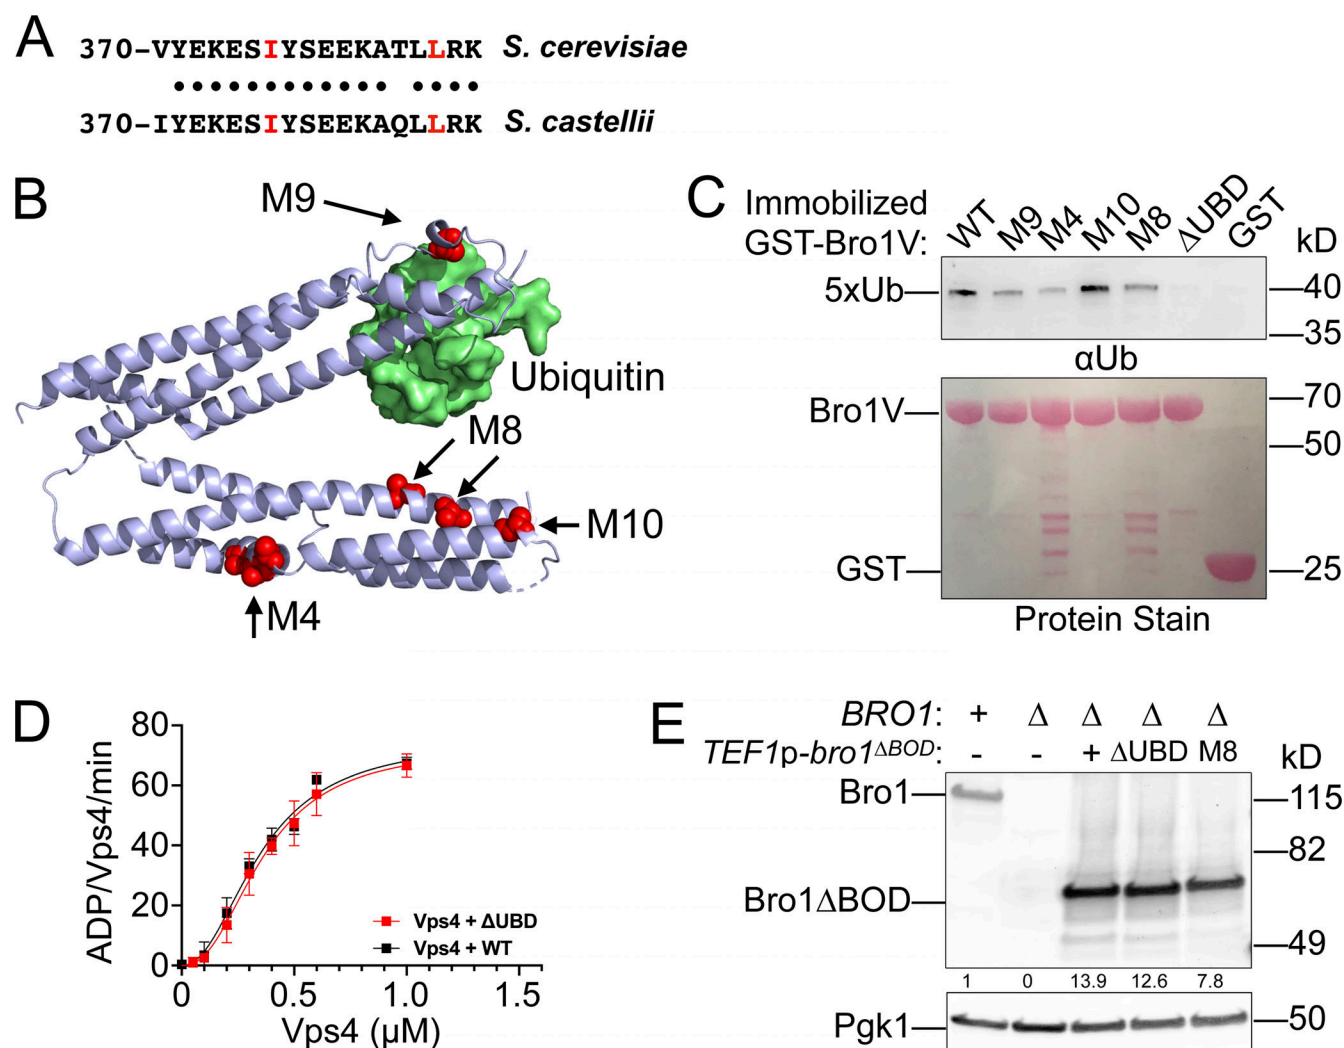 A
370–VYEKESIYSEEKATLLRK S. cerevisiae
370–IYEKESIYSEEKAQLLRK S. castellii
B
M9
Ubiquitin
M8
M10
M4
C
Immobilized
GST-Bro1V:
WT M9 M4 M10 M8 ΔUBD GST
kD
5xUb
40
35
αUb
Bro1V
70
50
GST
25
Protein Stain
D
ADP/Vps4/min
80
60
40
20
0
Vps4 + ΔUBD
Vps4 + WT
0 0.5 1.0 1.5
Vps4 (μM)
E
BRO1: + Δ Δ Δ Δ
TEF1p-bro1ΔBOD: - - + ΔUBD M8 kD
Bro1
115
82
Bro1ΔBOD
49
1 0 13.9 12.6 7.8
Pgk1
50